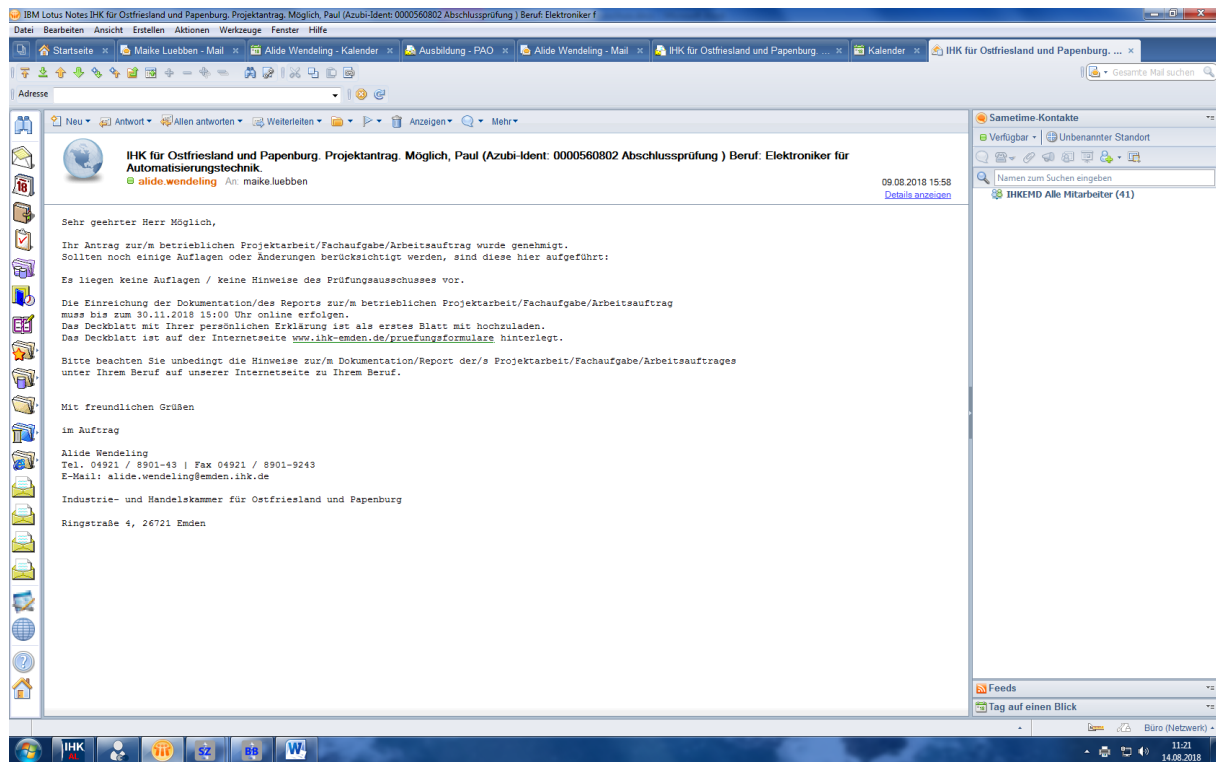 IBM Lotus Notes IHK für Ostfriesland und Papenburg. Projektantrag. Möglich, Paul (Azubi-Ident: 0000560802 Abschlussprüfung ) Beruf: Elektroniker f
Datei Bearbeiten Ansicht Erstellen Aktionen Werkzeuge Fenster Hilfe
Startseite Maike Luebben - Mail Alide Wendeling - Kalender Ausbildung - PAO Alide Wendeling - Mail IHK für Ostfriesland und Papenburg. ... Kalender IHK für Ostfriesland und Papenburg. ...
Gesamte Mail suchen
Adresse
Neu Antwort Allen antworten Weiterleiten Anzeigen Mehr
IHK für Ostfriesland und Papenburg. Projektantrag. Möglich, Paul (Azubi-Ident: 0000560802 Abschlussprüfung ) Beruf: Elektroniker für
Automatisierungstechnik.
alide.wendeling An: maike.luebben
09.08.2018 15:58
Details anzeigen
Sehr geehrter Herr Möglich,
Ihr Antrag zur/m betrieblichen Projektarbeit/Fachaufgabe/Arbeitsauftrag wurde genehmigt.
Sollten noch einige Auflagen oder Änderungen berücksichtigt werden, sind diese hier aufgeführt:
Es liegen keine Auflagen / keine Hinweise des Prüfungsausschusses vor.
Die Einreichung der Dokumentation/des Reports zur/m betrieblichen Projektarbeit/Fachaufgabe/Arbeitsauftrag
muss bis zum 30.11.2018 15:00 Uhr online erfolgen.
Das Deckblatt mit Ihrer persönlichen Erklärung ist als erstes Blatt mit hochzuladen.
Das Deckblatt ist auf der Internetseite www.ihk-emden.de/pruefungsformulare hinterlegt.
Bitte beachten Sie unbedingt die Hinweise zur/m Dokumentation/Report der/s Projektarbeit/Fachaufgabe/Arbeitsauftrages
unter Ihrem Beruf auf unserer Internetseite zu Ihrem Beruf.
Mit freundlichen Grüßen
im Auftrag
Alide Wendeling
Tel. 04921 / 8901-43 | Fax 04921 / 8901-9243
E-Mail: alide.wendeling@emden.ihk.de
Industrie- und Handelskammer für Ostfriesland und Papenburg
Ringstraße 4, 26721 Emden
Sametime-Kontakte
Verfügbar Unbenannter Standort
Namen zum Suchen eingeben
IHKEMD Alle Mitarbeiter (41)
Feeds
Tag auf einen Blick
Büro (Netzwerk)
IHK
AL
SZ
BB
W
11:21
14.08.2018
18